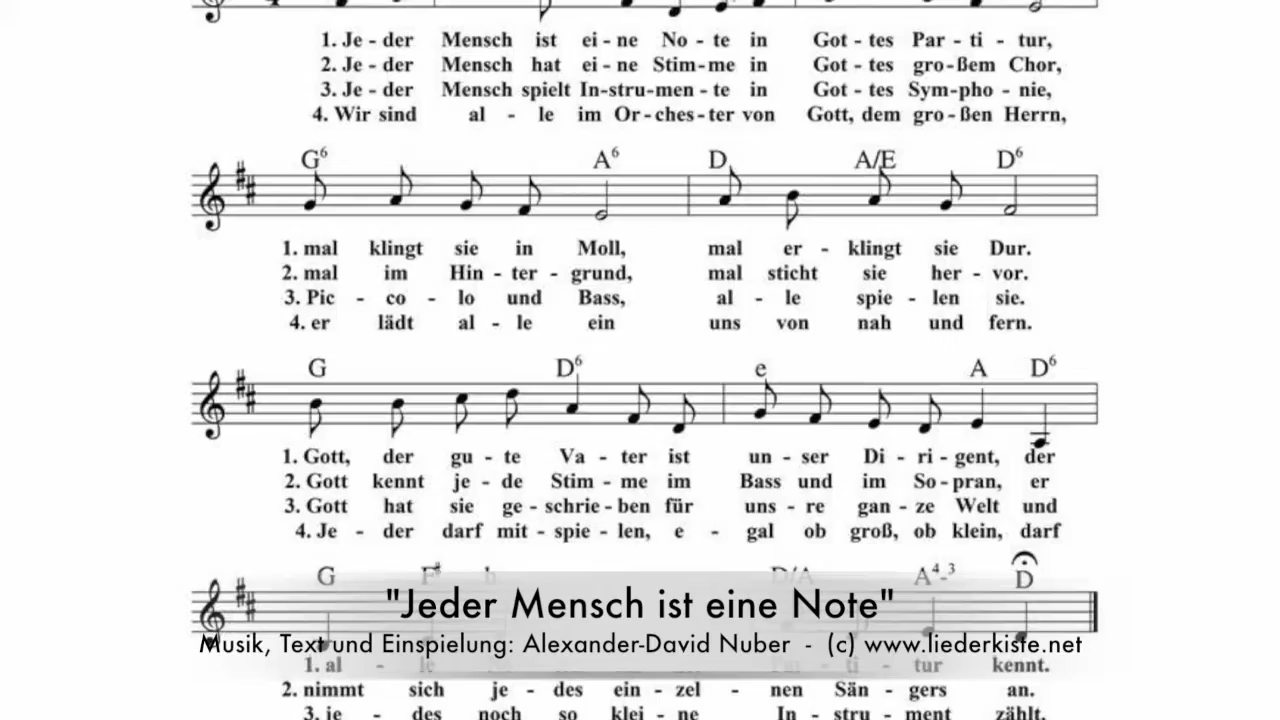 1. Je - der Mensch ist ei - ne No - te in Got - tes Par - ti - tur,
2. Je - der Mensch hat ei - ne Stim - me in Got - tes gro - ßem Chor,
3. Je - der Mensch spielt In - stru - men - te in Got - tes Sym - pho - nie,
4. Wir sind al - le im Or - ches - ter von Gott, dem gro - ßen Herrn,
G6 A6 D A/E D6
1. mal klingt sie in Moll, mal er - klingt sie Dur.
2. mal im Hin - ter - grund, mal sticht sie her - vor.
3. Pic - co - lo und Bass, al - le spie - len sie.
4. er lädt al - le ein uns von nah und fern.
G D6 e A D6
1. Gott, der gu - te Va - ter ist un - ser Di - ri - gent, der
2. Gott kennt je - de Stim - me im Bass und im So - pran, er
3. Gott hat sie ge - schrie - ben für uns - re gan - ze Welt und
4. Je - der darf mit - spie - len, e - gal ob groß, ob klein, darf
G F# h D/A A4-3 D
"Jeder Mensch ist eine Note"
Musik, Text und Einspielung: Alexander-David Nuber - (c) www.liederkiste.net
1. al - le Par - ti - tur kennt.
2. nimmt sich je - des ein - zel - nen Sän - gers an.
3. je - des noch so klei - ne In - stru - ment zählt.